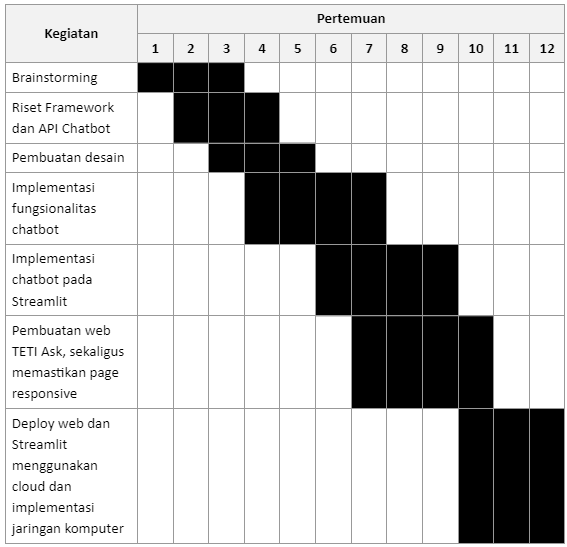 Kegiatan
Pertemuan
1 2 3 4 5 6 7 8 9 10 11 12
Brainstorming
Riset Framework
dan API Chatbot
Pembuatan desain
Implementasi
fungsionalitas
chatbot
Implementasi
chatbot pada
Streamlit
Pembuatan web
TETI Ask, sekaligus
memastikan page
responsive
Deploy web dan
Streamlit
menggunakan
cloud dan
implementasi
jaringan komputer